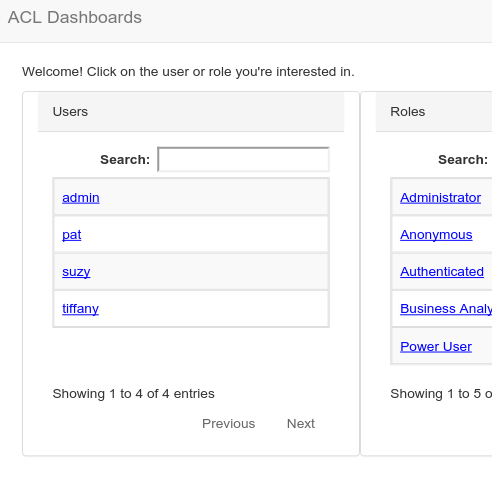 ACL Dashboards
Welcome! Click on the user or role you're interested in.
Users
Search:
admin
pat
suzy
tiffany
Showing 1 to 4 of 4 entries
Previous Next
Roles
Search:
Administrator
Anonymous
Authenticated
Business Analy
Power User
Showing 1 to 5 o